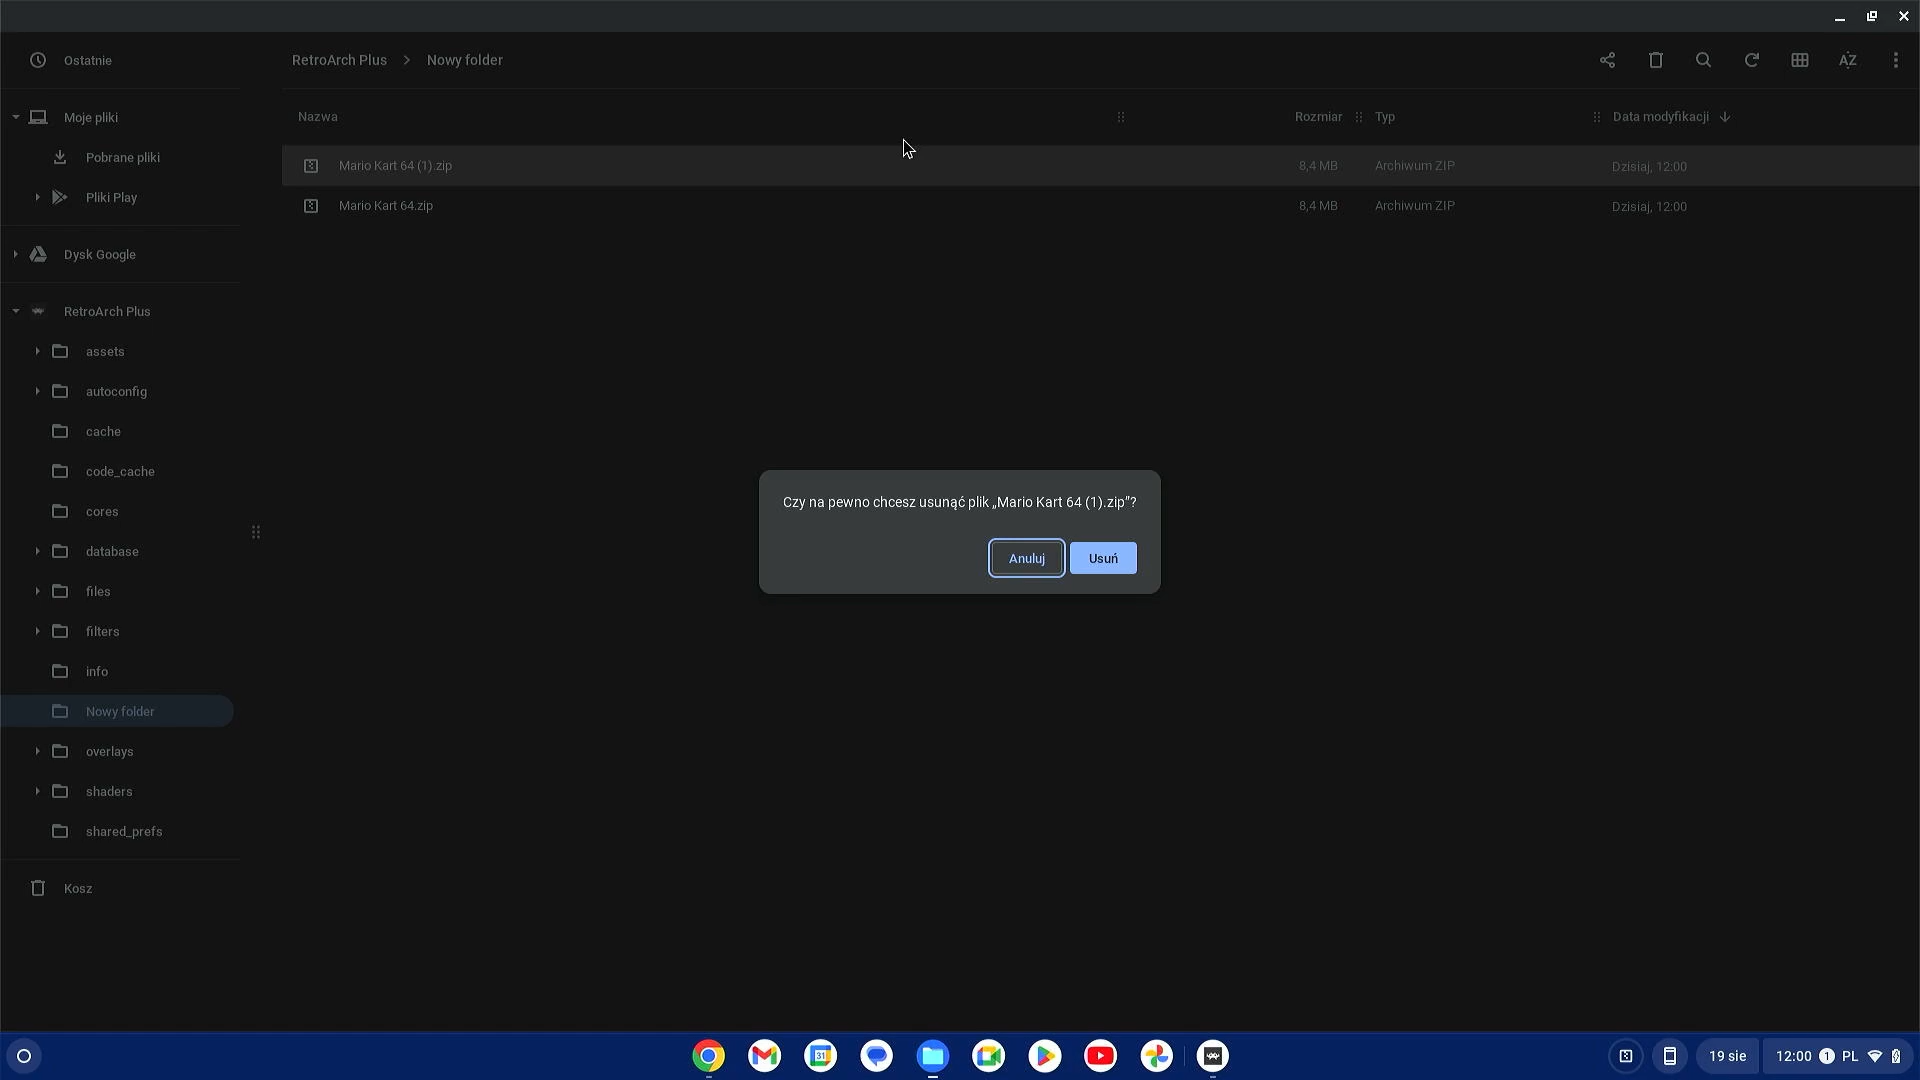 Ostatnie
RetroArch Plus
Nowy folder
AZ
Moje pliki
Nazwa
Rozmiar
Typ
Data modyfikacji
Pobrane pliki
Mario Kart 64 (1).zip
8,4 MB
Archiwum ZIP
Dzisiaj, 12:00
Pliki Play
Mario Kart 64.zip
8,4 MB
Archiwum ZIP
Dzisiaj, 12:00
Dysk Google
RetroArch Plus
assets
autoconfig
cache
code_cache
cores
database
files
filters
info
Nowy folder
overlays
shaders
shared_prefs
Kosz
Czy na pewno chcesz usunąć plik „Mario Kart 64 (1).zip”?
Anuluj
Usuń
31
19 sie
12:00
1
PL